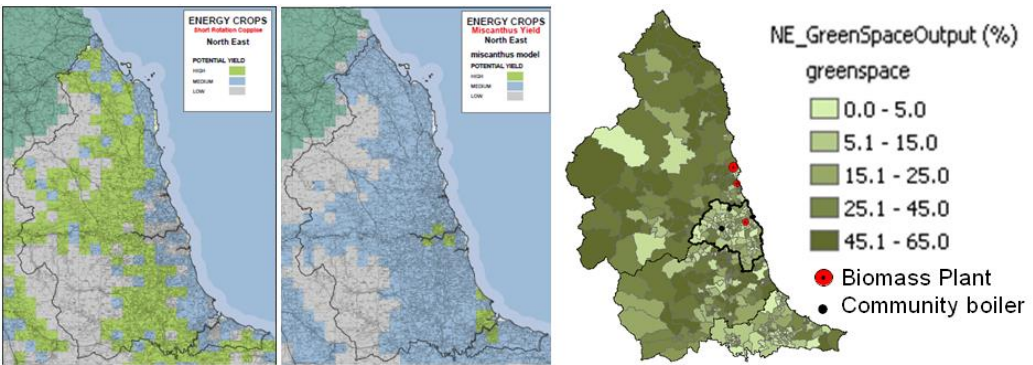 ENERGY CROPS
Short Rotation Coppice
North East
POTENTIAL YIELD
HIGH
MEDIUM
LOW
ENERGY CROPS
Miscanthus Yield
North East
miscanthus model
POTENTIAL YIELD
HIGH
MEDIUM
LOW
NE_GreenSpaceOutput (%)
greenspace
0.0 - 5.0
5.1 - 15.0
15.1 - 25.0
25.1 - 45.0
45.1 - 65.0
Biomass Plant
Community boiler